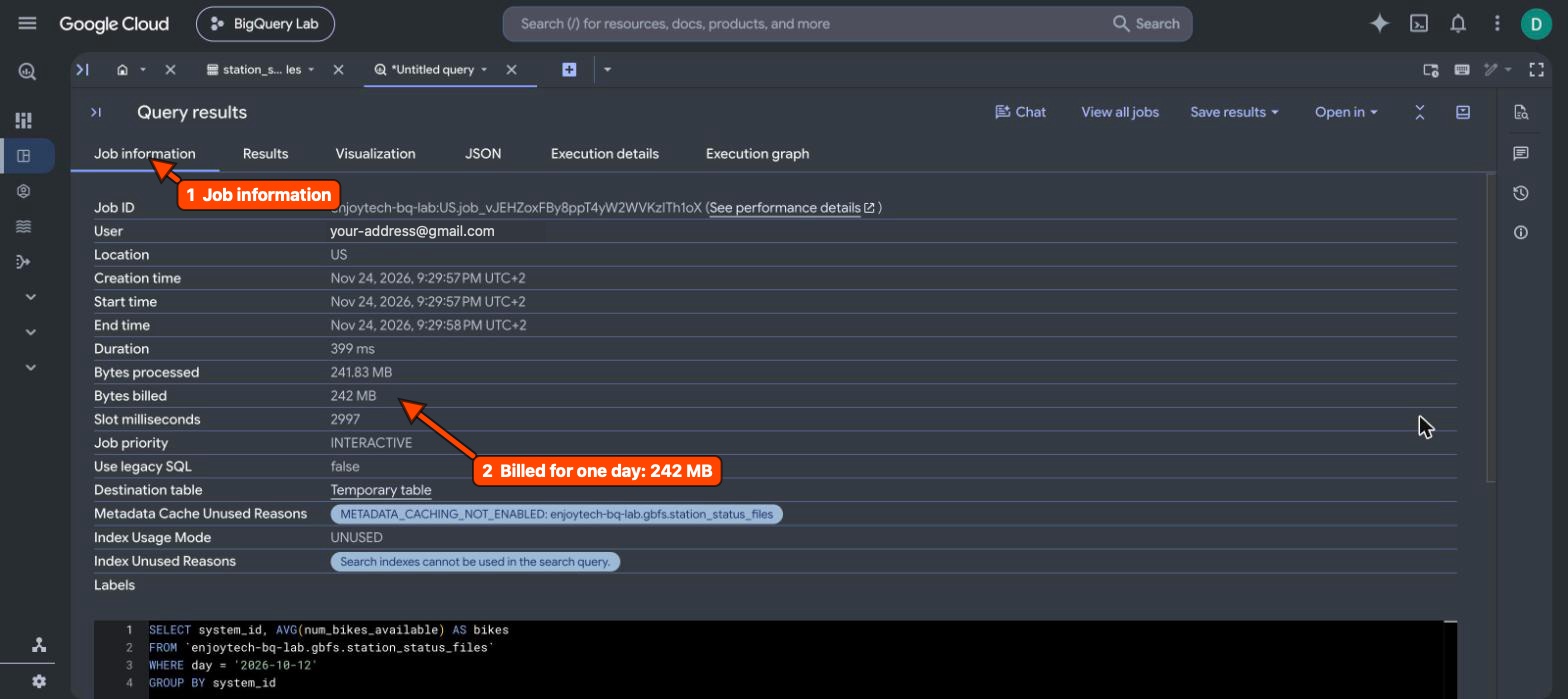 Google Cloud
BigQuery Lab
Search (/) for resources, docs, products, and more
Search
D
station_s... les
*Untitled query
Query results
Chat
View all jobs
Save results
Open in
Job information
Results
Visualization
JSON
Execution details
Execution graph
1 Job information
Job ID enjoytech-bq-lab:US.job_vJEHZoxFBy8ppT4yW2WVKzlTh1oX (See performance details )
User your-address@gmail.com
Location US
Creation time Nov 24, 2026, 9:29:57 PM UTC+2
Start time Nov 24, 2026, 9:29:57 PM UTC+2
End time Nov 24, 2026, 9:29:58 PM UTC+2
Duration 399 ms
Bytes processed 241.83 MB
Bytes billed 242 MB
Slot milliseconds 2997
Job priority INTERACTIVE
Use legacy SQL false
2 Billed for one day: 242 MB
Destination table Temporary table
Metadata Cache Unused Reasons METADATA_CACHING_NOT_ENABLED: enjoytech-bq-lab.gbfs.station_status_files
Index Usage Mode UNUSED
Index Unused Reasons Search indexes cannot be used in the search query.
Labels
1 SELECT system_id, AVG(num_bikes_available) AS bikes
2 FROM `enjoytech-bq-lab.gbfs.station_status_files`
3 WHERE day = '2026-10-12'
4 GROUP BY system_id